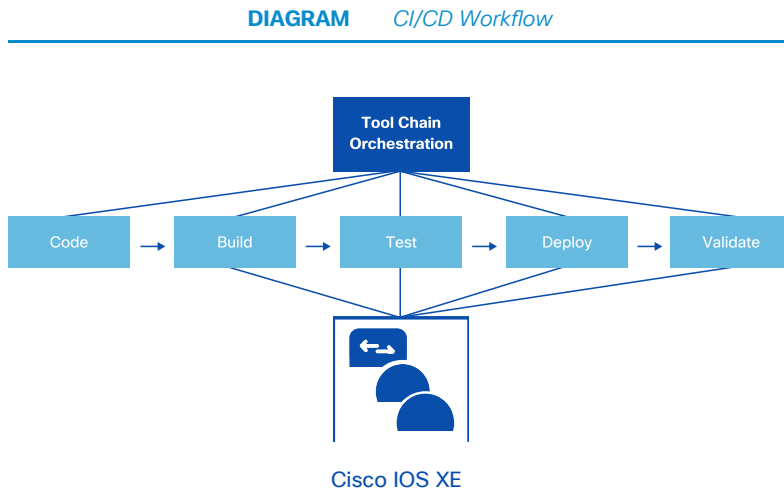 DIAGRAM CI/CD Workflow
Tool Chain
Orchestration
Code Build Test Deploy Validate
Cisco IOS XE